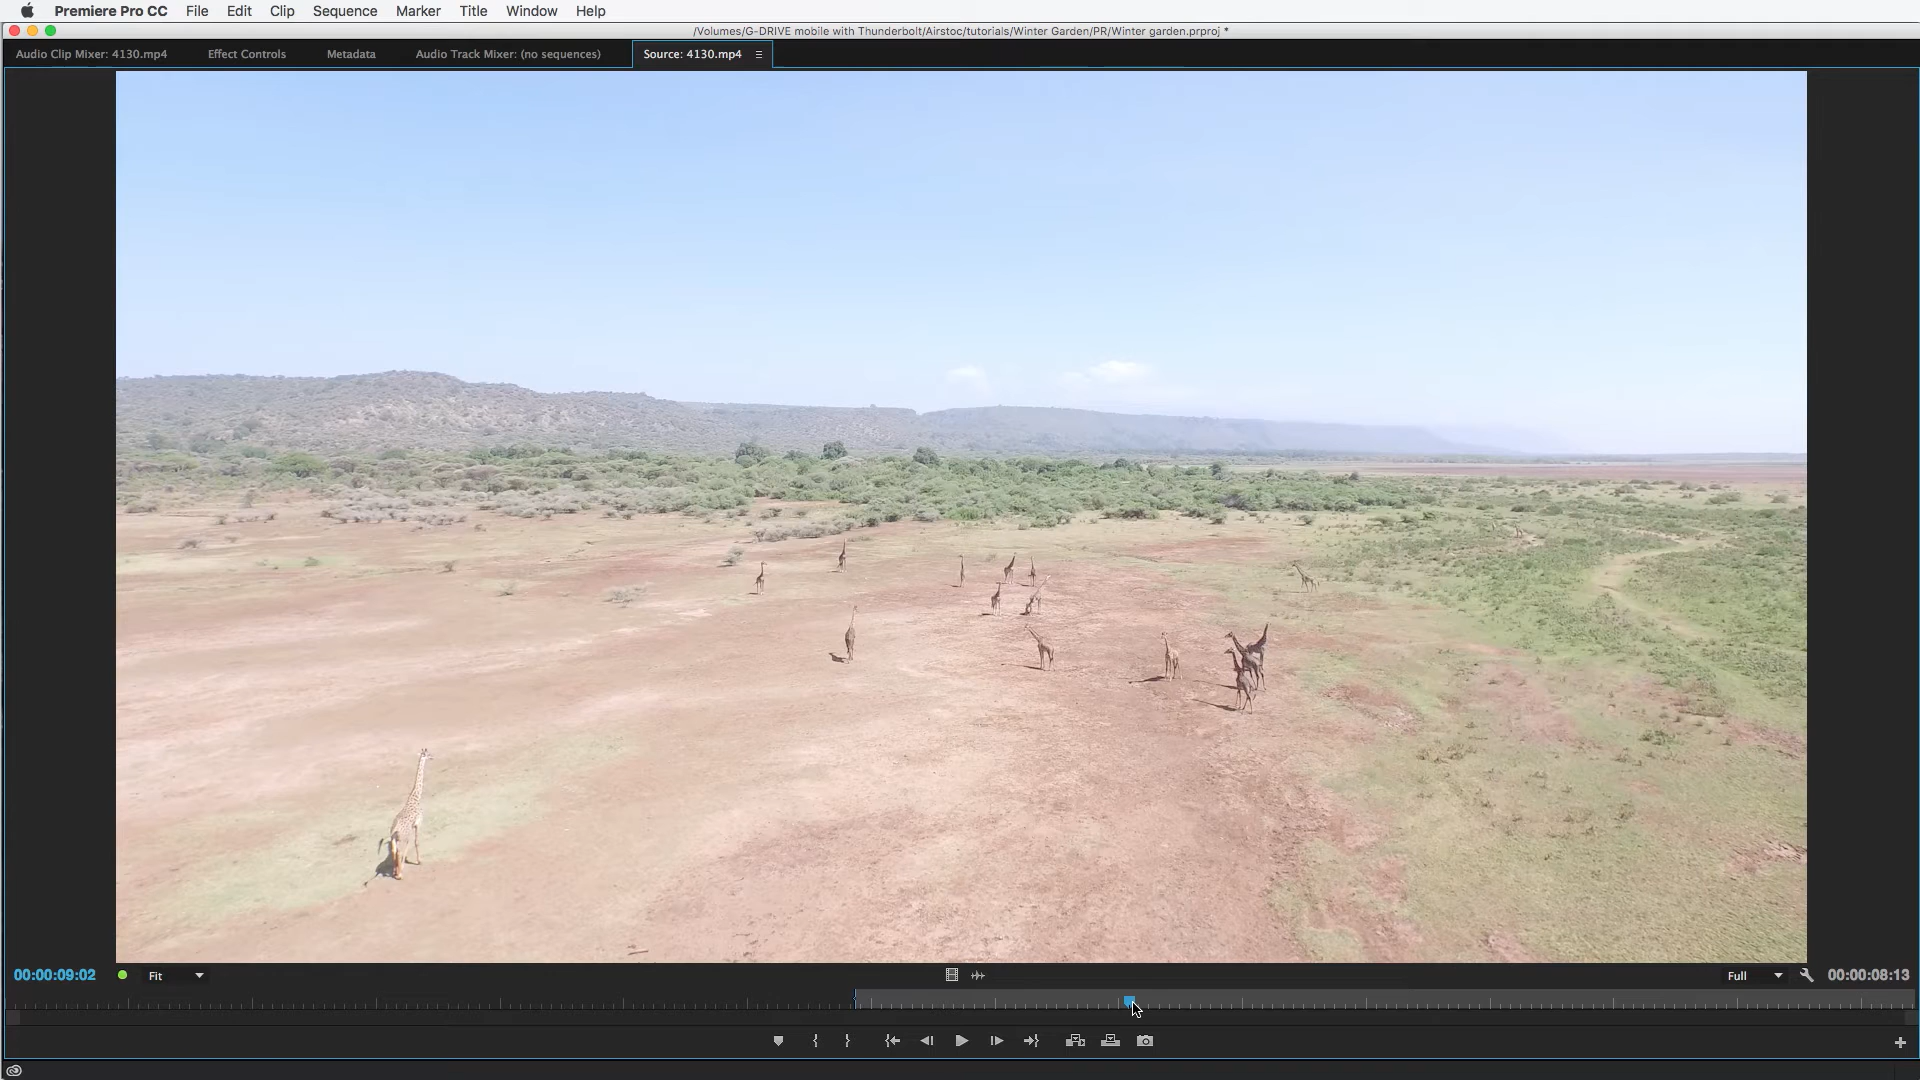 Premiere Pro CC File Edit Clip Sequence Marker Title Window Help
/Volumes/G-DRIVE mobile with Thunderbolt/Airstoc/tutorials/Winter Garden/PR/Winter garden.prproj *
Audio Clip Mixer: 4130.mp4 Effect Controls Metadata Audio Track Mixer: (no sequences) Source: 4130.mp4
00:00:09:02 Fit Full 00:00:08:13